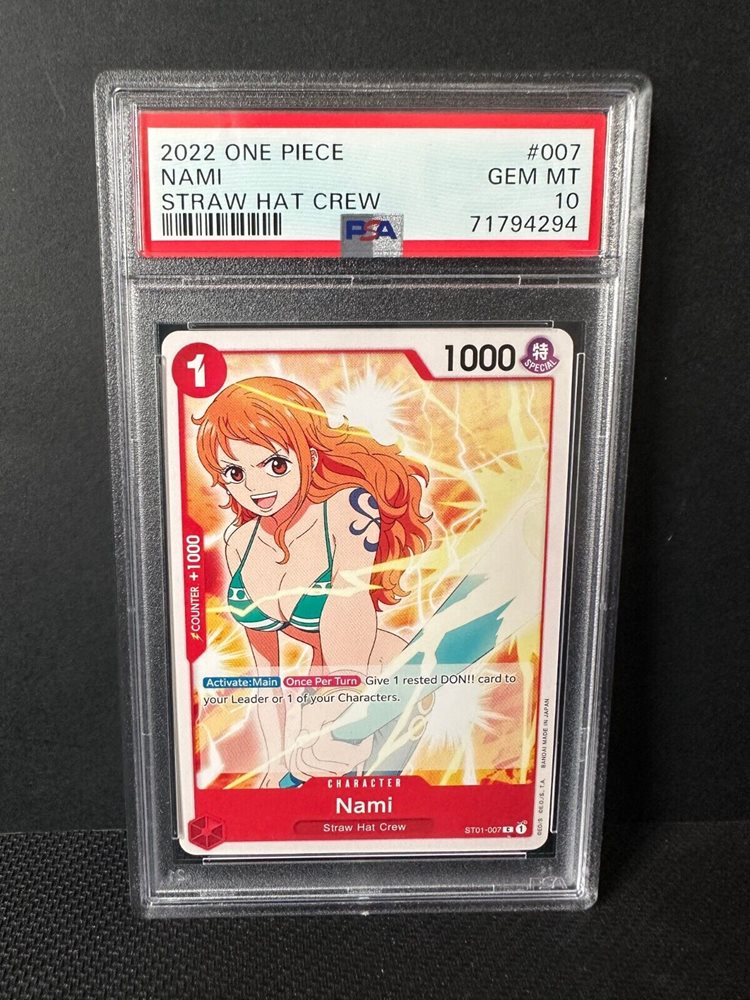 2022 ONE PIECE #007
NAMI GEM MT
STRAW HAT CREW 10
PSA 71794294
1 1000 特
SPECIAL
⚡COUNTER +1000
Activate:Main Once Per Turn Give 1 rested DON!! card to
your Leader or 1 of your Characters.
CHARACTER
Nami
Straw Hat Crew
ST01-007 C 1
©EO/S ©E.O./S., T.A. BANDAI MADE IN JAPAN